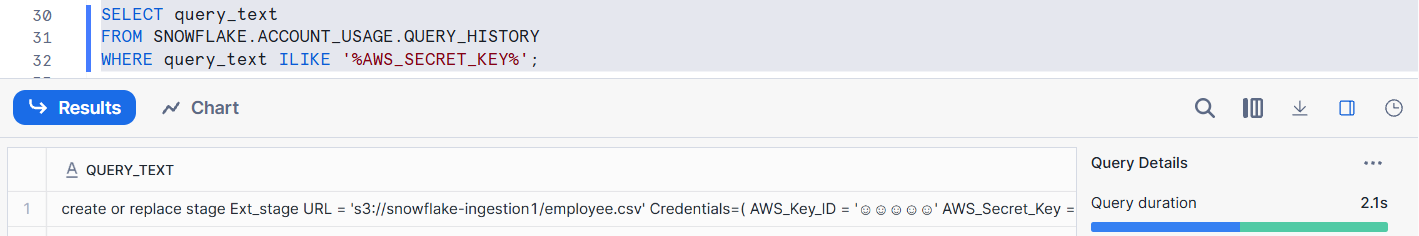 30 SELECT query_text
31 FROM SNOWFLAKE.ACCOUNT_USAGE.QUERY_HISTORY
32 WHERE query_text ILIKE '%AWS_SECRET_KEY%';
Results Chart
A QUERY_TEXT
Query Details ...
1 create or replace stage Ext_stage URL = 's3://snowflake-ingestion1/employee.csv' Credentials=( AWS_Key_ID = '☺☺☺☺☺' AWS_Secret_Key =
Query duration 2.1s